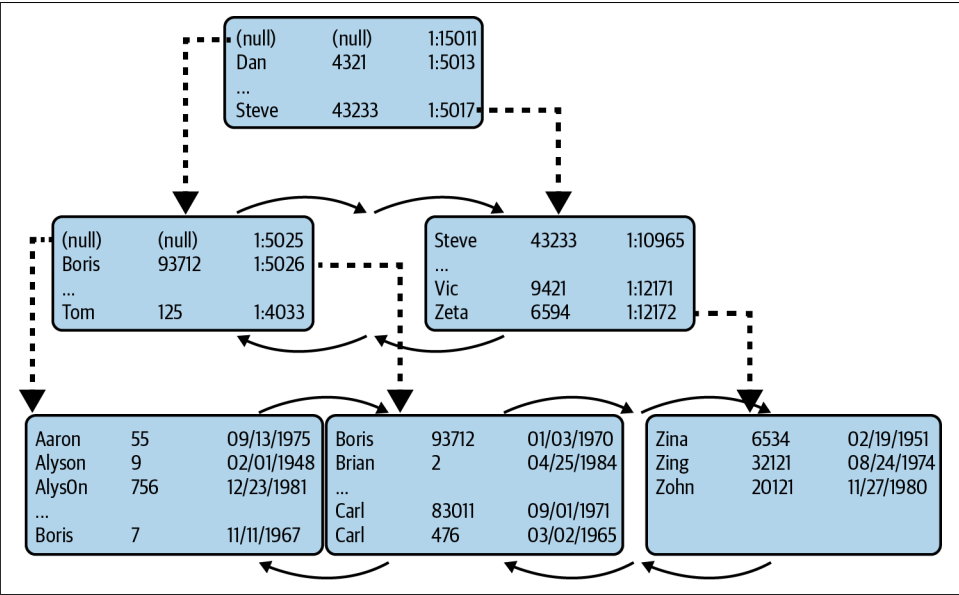 (null) (null) 1:15011
Dan 4321 1:5013
...
Steve 43233 1:5017
(null) (null) 1:5025
Boris 93712 1:5026
...
Tom 125 1:4033
Steve 43233 1:10965
...
Vic 9421 1:12171
Zeta 6594 1:12172
Aaron 55 09/13/1975
Alyson 9 02/01/1948
AlysOn 756 12/23/1981
...
Boris 7 11/11/1967
Boris 93712 01/03/1970
Brian 2 04/25/1984
...
Carl 83011 09/01/1971
Carl 476 03/02/1965
Zina 6534 02/19/1951
Zing 32121 08/24/1974
Zohn 20121 11/27/1980